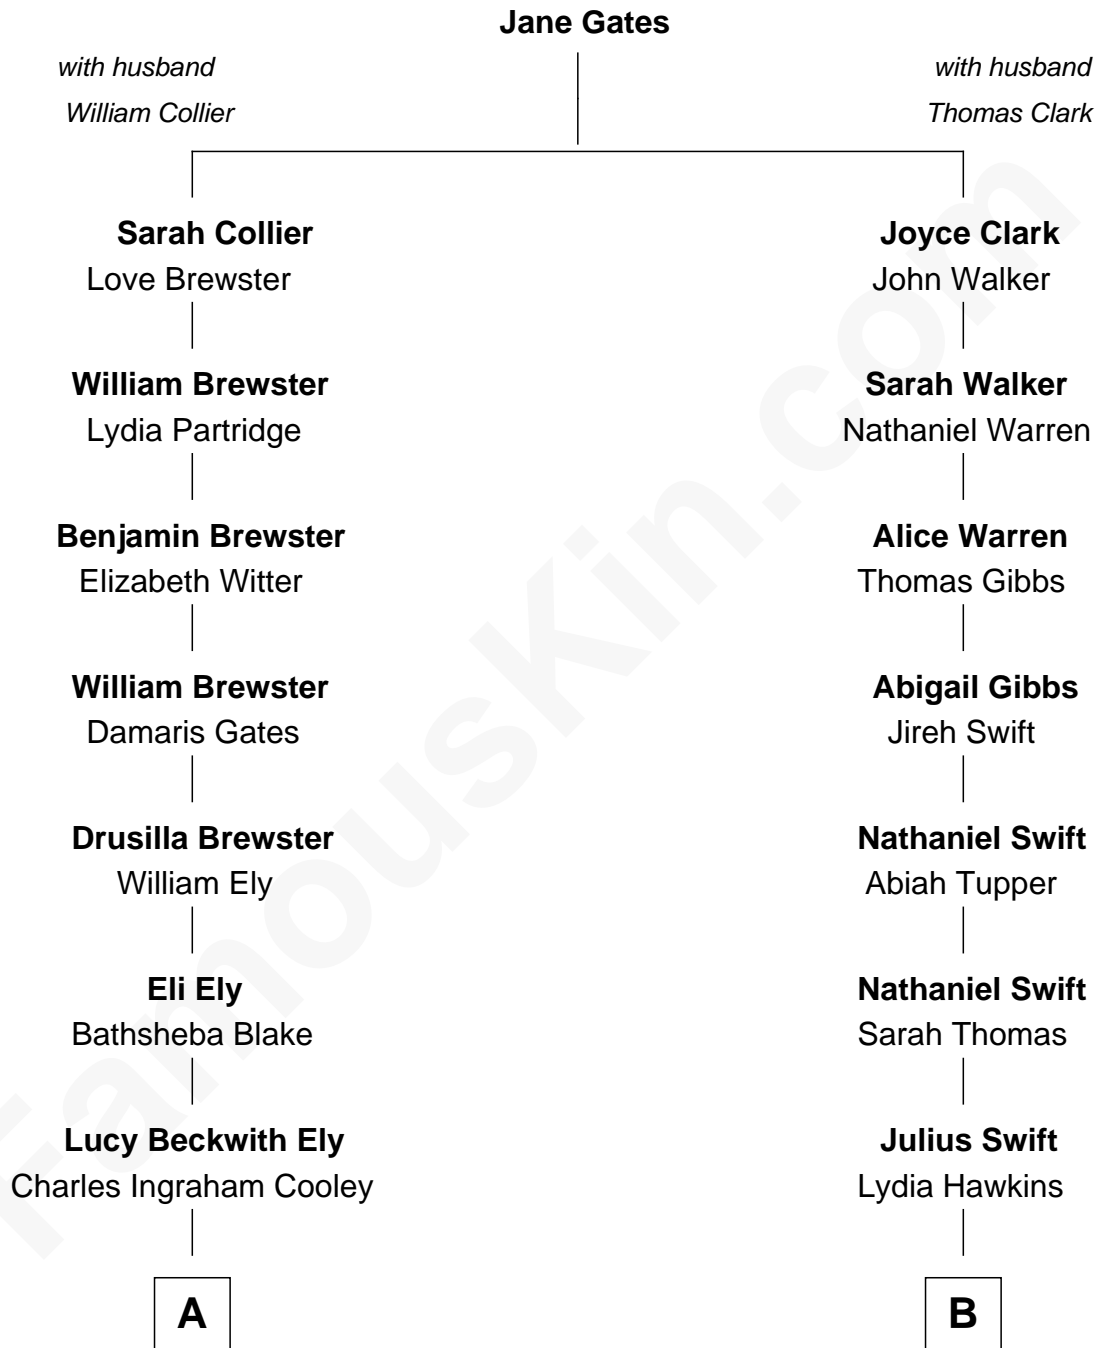 Jane Gates
with husband
William Collier
with husband
Thomas Clark
Sarah Collier
Love Brewster
Joyce Clark
John Walker
William Brewster
Lydia Partridge
Sarah Walker
Nathaniel Warren
Benjamin Brewster
Elizabeth Witter
Alice Warren
Thomas Gibbs
William Brewster
Damaris Gates
Abigail Gibbs
Jireh Swift
Drusilla Brewster
William Ely
Nathaniel Swift
Abiah Tupper
Eli Ely
Bathsheba Blake
Nathaniel Swift
Sarah Thomas
Lucy Beckwith Ely
Charles Ingraham Cooley
Julius Swift
Lydia Hawkins
A
B
FamousKin.com